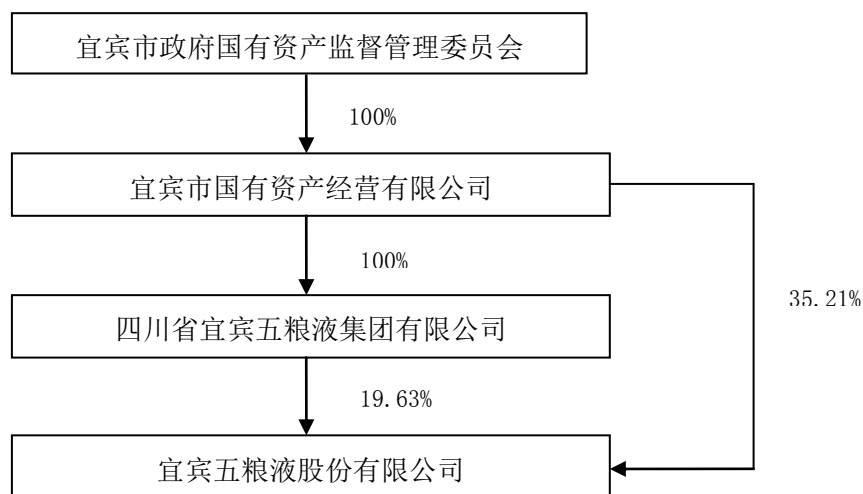 宜宾市政府国有资产监督管理委员会
100%
宜宾市国有资产经营有限公司
100%
35.21%
四川省宜宾五粮液集团有限公司
19.63%
宜宾五粮液股份有限公司